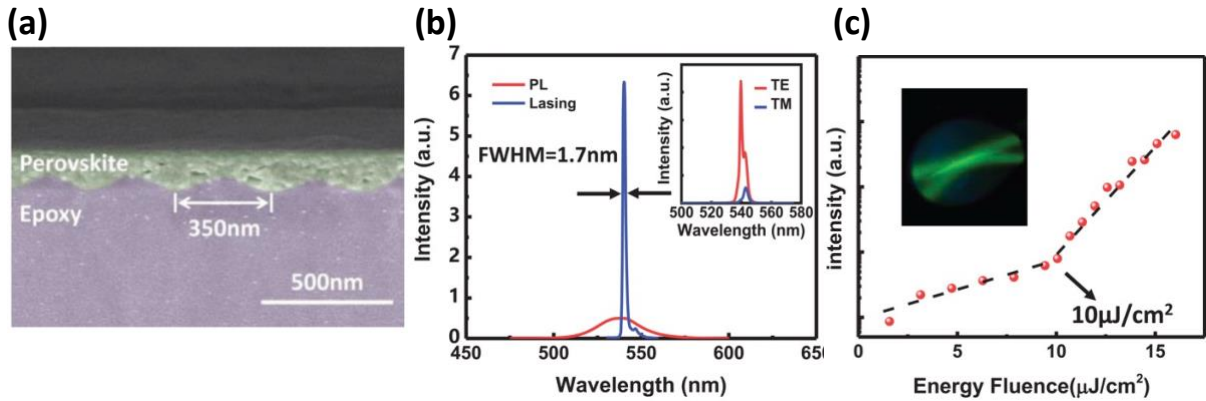 (a)
Perovskite
Epoxy
350nm
500nm
(b)
7
6
5
4
3
2
1
0
450
500
550
600
650
Intensity (a.u.)
Wavelength (nm)
PL
Lasing
FWHM=1.7nm
TE
TM
Intensity (a.u.)
500 520 540 560 580
Wavelength (nm)
(c)
intensity (a.u.)
10μJ/cm²
0
5
10
15
Energy Fluence(μJ/cm²)